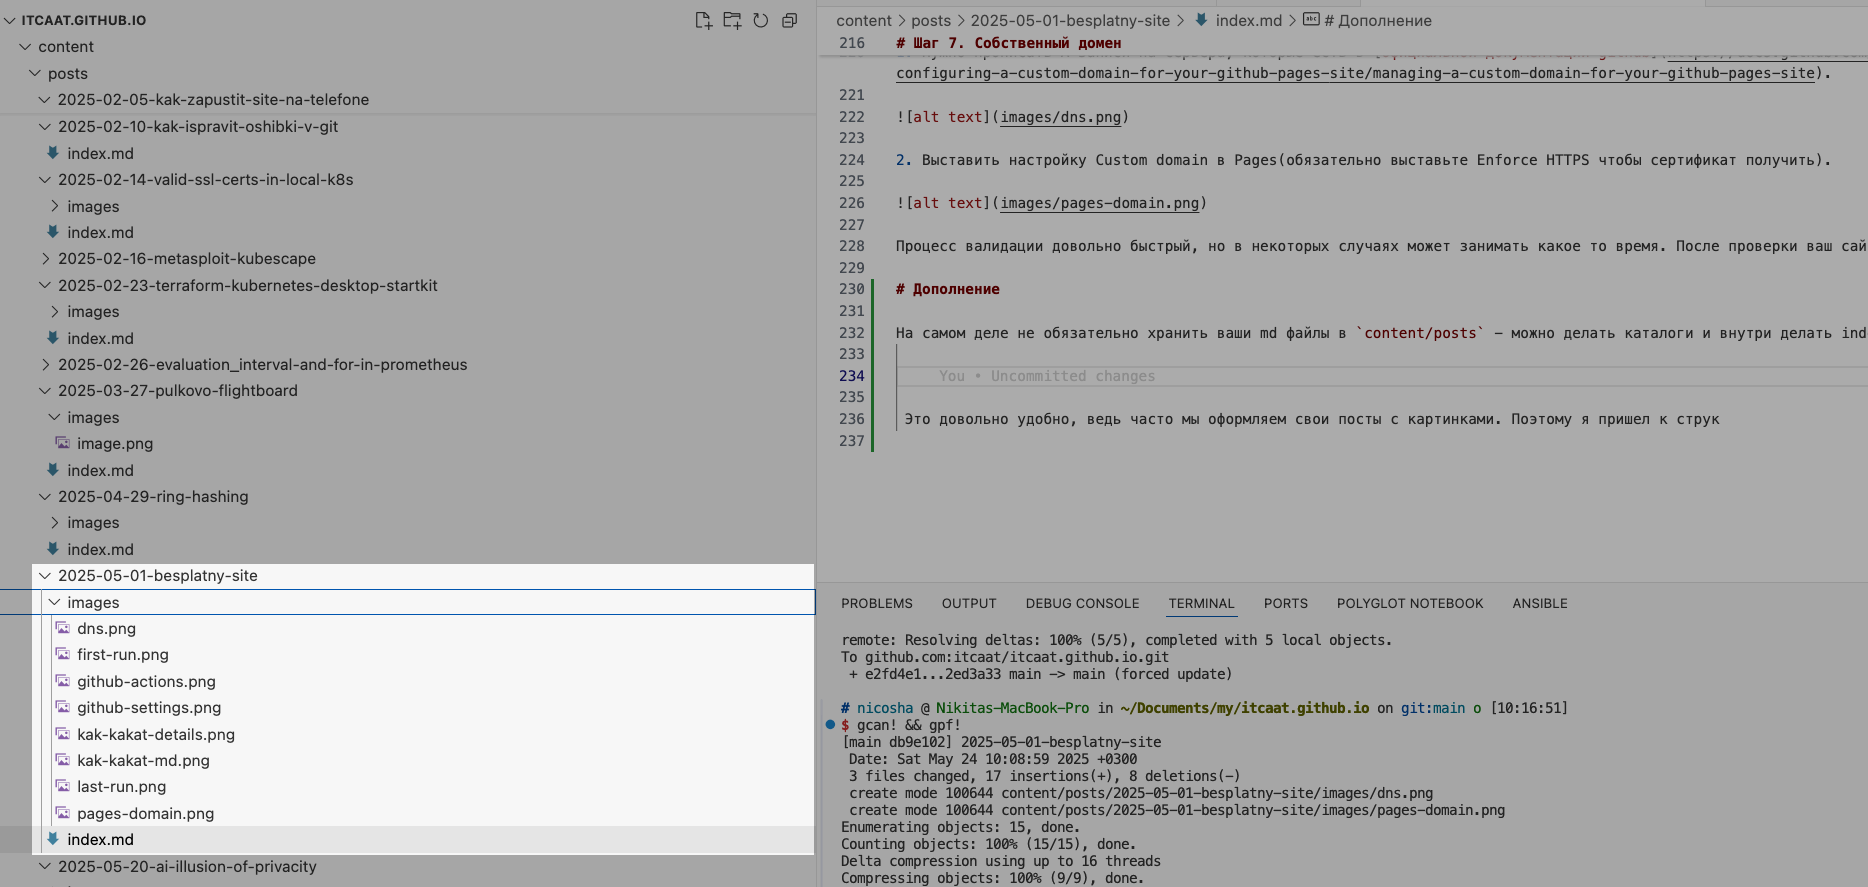 ITCAAT.GITHUB.IO
content
posts
2025-02-05-kak-zapustit-site-na-telefone
2025-02-10-kak-ispravit-oshibki-v-git
index.md
2025-02-14-valid-ssl-certs-in-local-k8s
images
index.md
2025-02-16-metasploit-kubescape
2025-02-23-terraform-kubernetes-desktop-startkit
images
index.md
2025-02-26-evaluation_interval-and-for-in-prometheus
2025-03-27-pulkovo-flightboard
images
image.png
index.md
2025-04-29-ring-hashing
images
index.md
2025-05-01-besplatny-site
images
dns.png
first-run.png
github-actions.png
github-settings.png
kak-kakat-details.png
kak-kakat-md.png
last-run.png
pages-domain.png
index.md
2025-05-20-ai-illusion-of-privacity
content > posts > 2025-05-01-besplatny-site > index.md > # Дополнение
216 # Шаг 7. Собственный домен
configuring-a-custom-domain-for-your-github-pages-site/managing-a-custom-domain-for-your-github-pages-site).
221
222 ![alt text](images/dns.png)
223
224 2. Выставить настройку Custom domain в Pages(обязательно выставьте Enforce HTTPS чтобы сертификат получить).
225
226 ![alt text](images/pages-domain.png)
227
228 Процесс валидации довольно быстрый, но в некоторых случаях может занимать какое то время. После проверки ваш сай
229
230 # Дополнение
231
232 На самом деле не обязательно хранить ваши md файлы в `content/posts` - можно делать каталоги и внутри делать ind
233
234 You • Uncommitted changes
235
236 Это довольно удобно, ведь часто мы оформляем свои посты с картинками. Поэтому я пришел к струк
237
PROBLEMS OUTPUT DEBUG CONSOLE TERMINAL PORTS POLYGLOT NOTEBOOK ANSIBLE
remote: Resolving deltas: 100% (5/5), completed with 5 local objects.
To github.com:itcaat/itcaat.github.io.git
+ e2fd4e1...2ed3a33 main -> main (forced update)
# nicosha @ Nikitas-MacBook-Pro in ~/Documents/my/itcaat.github.io on git:main o [10:16:51]
$ gcan! && gpf!
[main db9e102] 2025-05-01-besplatny-site
Date: Sat May 24 10:08:59 2025 +0300
3 files changed, 17 insertions(+), 8 deletions(-)
create mode 100644 content/posts/2025-05-01-besplatny-site/images/dns.png
create mode 100644 content/posts/2025-05-01-besplatny-site/images/pages-domain.png
Enumerating objects: 15, done.
Counting objects: 100% (15/15), done.
Delta compression using up to 16 threads
Compressing objects: 100% (9/9), done.